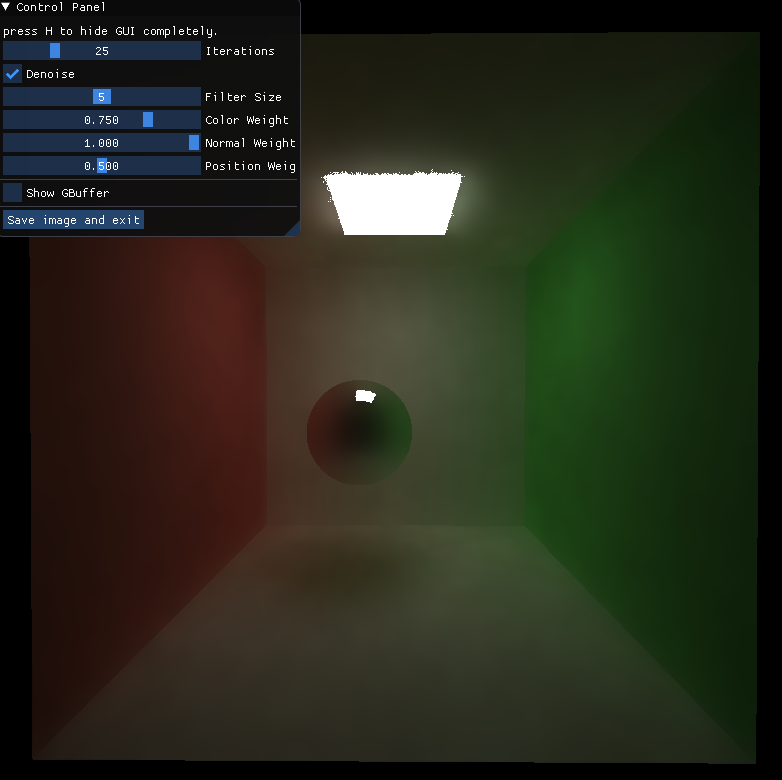 Control Panel
press H to hide GUI completely.
25 Iterations
Denoise
5 Filter Size
0.750 Color Weight
1.000 Normal Weight
0.500 Position Weig
Show GBuffer
Save image and exit